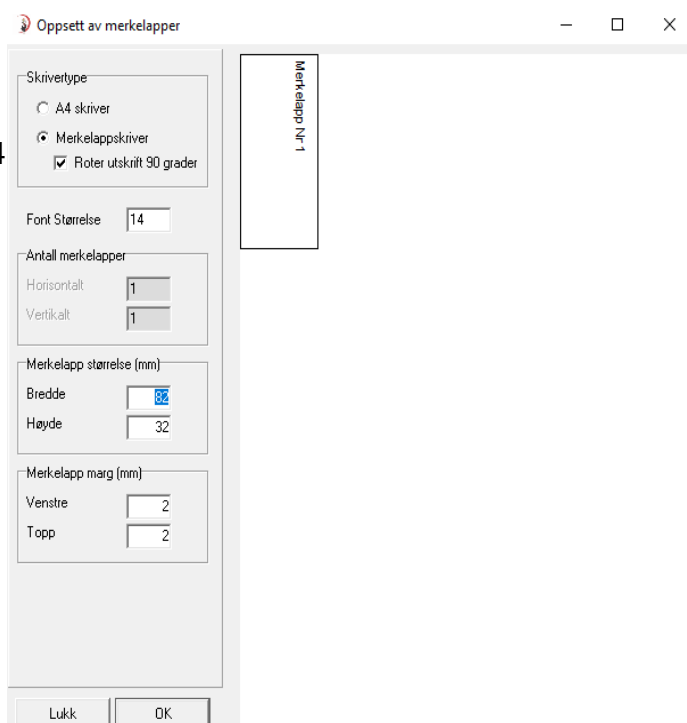 Oppsett av merkelapper
Skrivertype
A4 skriver
Merkelappskriver
Roter utskrift 90 grader
4
Font Størrelse 14
Antall merkelapper
Horisontalt 1
Vertikalt 1
Merkelapp størrelse (mm)
Bredde 82
Høyde 32
Merkelapp marg (mm)
Venstre 2
Topp 2
Lukk OK
Merkelapp Nr 1